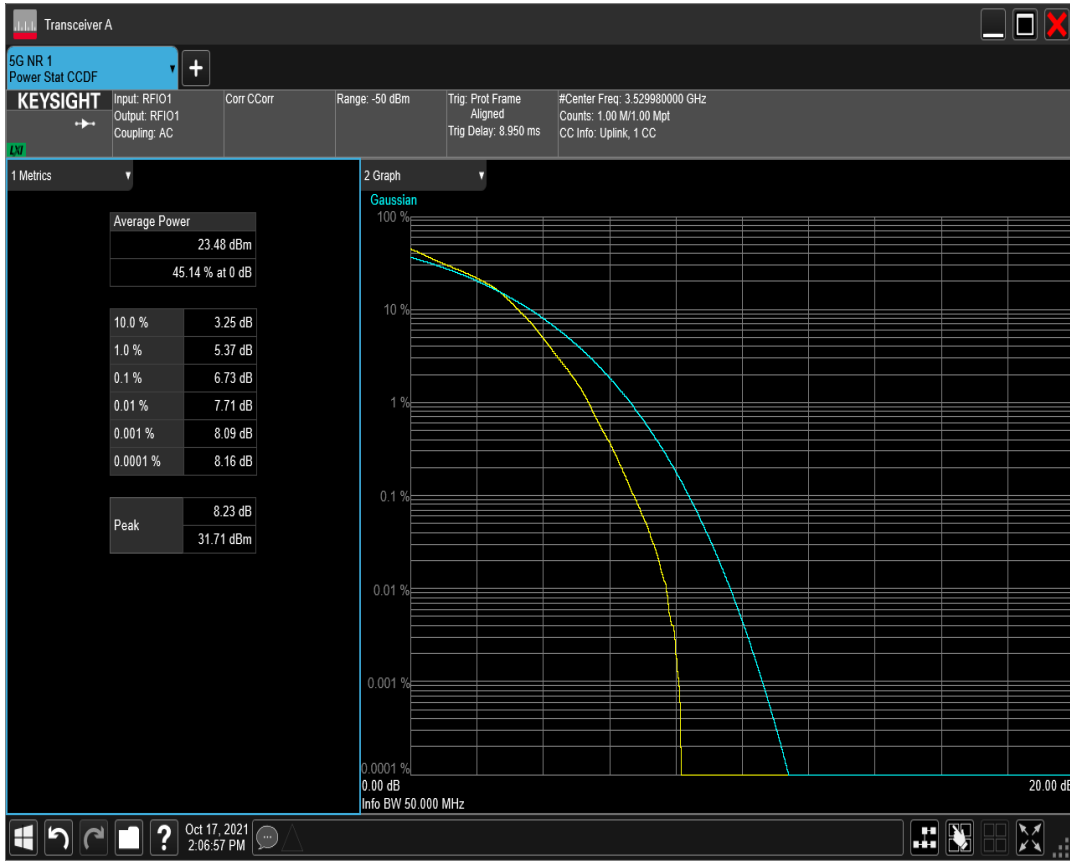 Transceiver A
5G NR 1
Power Stat CCDF
KEYSIGHT
LXI
Input: RFIO1
Output: RFIO1
Coupling: AC
Corr CCorr
Range: -50 dBm
Trig: Prot Frame
Aligned
Trig Delay: 8.950 ms
#Center Freq: 3.529980000 GHz
Counts: 1.00 M/1.00 Mpt
CC Info: Uplink, 1 CC
1 Metrics
Average Power
23.48 dBm
45.14 % at 0 dB
10.0 % 3.25 dB
1.0 % 5.37 dB
0.1 % 6.73 dB
0.01 % 7.71 dB
0.001 % 8.09 dB
0.0001 % 8.16 dB
Peak
8.23 dB
31.71 dBm
2 Graph
Gaussian
100 %
10 %
1 %
0.1 %
0.01 %
0.001 %
0.0001 %
0.00 dB 20.00 dB
Info BW 50.000 MHz
?
Oct 17, 2021
2:06:57 PM